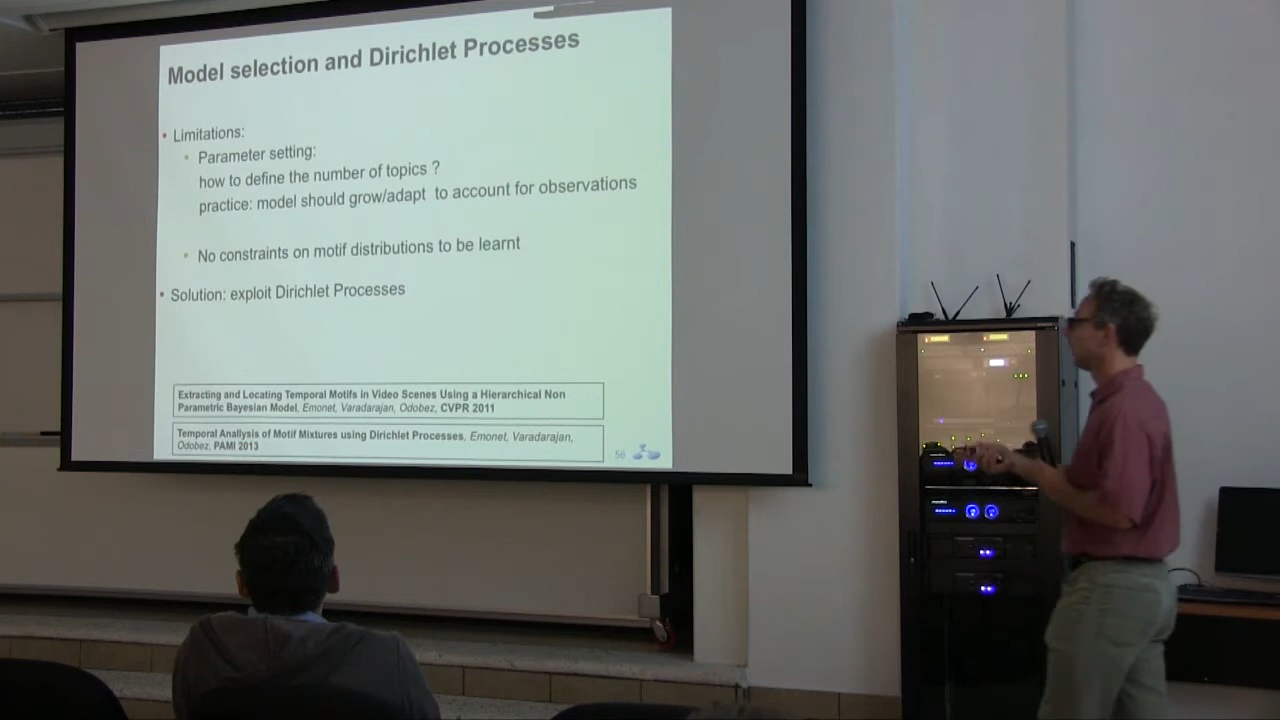 Model selection and Dirichlet Processes
• Limitations:
• Parameter setting:
how to define the number of topics ?
practice: model should grow/adapt to account for observations
• No constraints on motif distributions to be learnt
• Solution: exploit Dirichlet Processes
Extracting and Locating Temporal Motifs in Video Scenes Using a Hierarchical Non
Parametric Bayesian Model, Emonet, Varadarajan, Odobez, CVPR 2011
Temporal Anallysis of Motif Mixtures using Dirichlet Processes, Emonet, Varadarajan,
Odobez, PAMI 2013
56